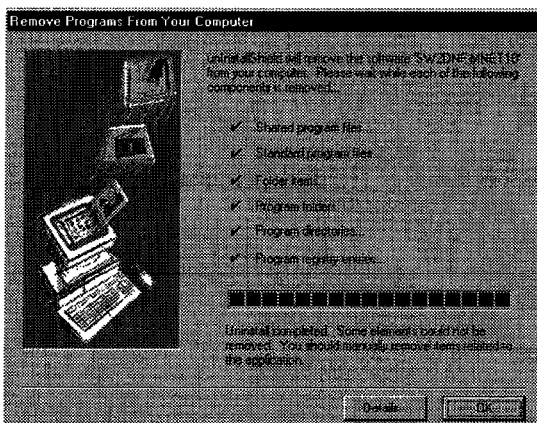 Remove Programs From Your Computer
uninstallShield will remove the software 
from your computer. Please wait while each of the following
components is removed...
Shared program files...
Standard program files...
Folder items...
Program folders...
Program directories...
Program registry entries...
Uninstall completed. Some elements could not be
removed. You should manually remove items related to
the application.
Details...
OK